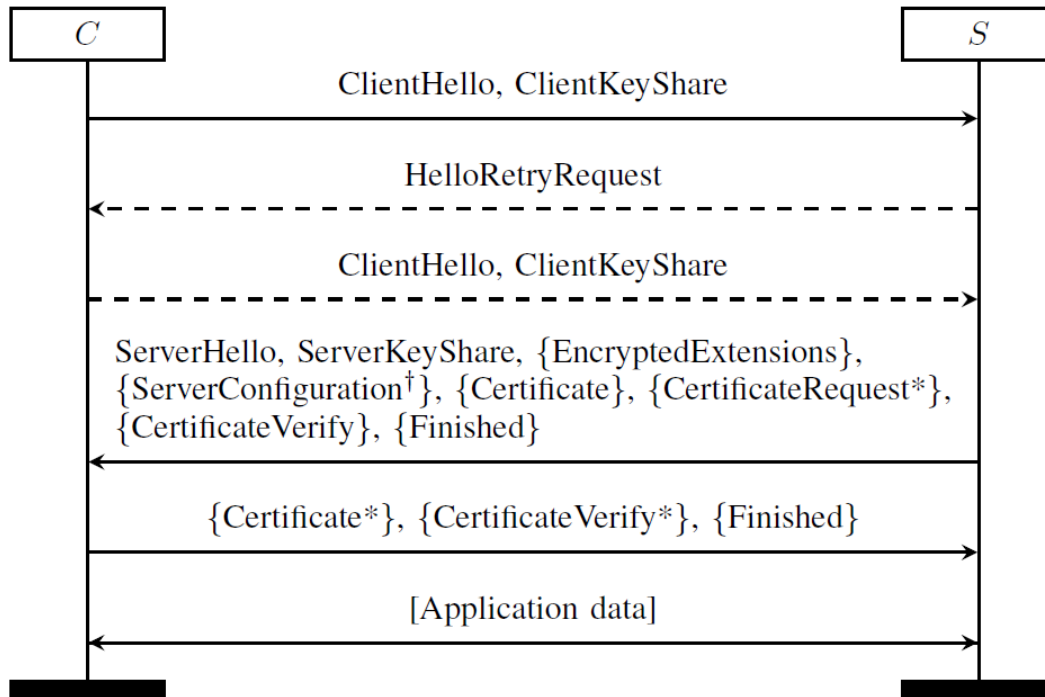 C
S
ClientHello, ClientKeyShare
HelloRetryRequest
ClientHello, ClientKeyShare
ServerHello, ServerKeyShare, {EncryptedExtensions},
{ServerConfiguration†}, {Certificate}, {CertificateRequest*},
{CertificateVerify}, {Finished}
{Certificate*}, {CertificateVerify*}, {Finished}
[Application data]